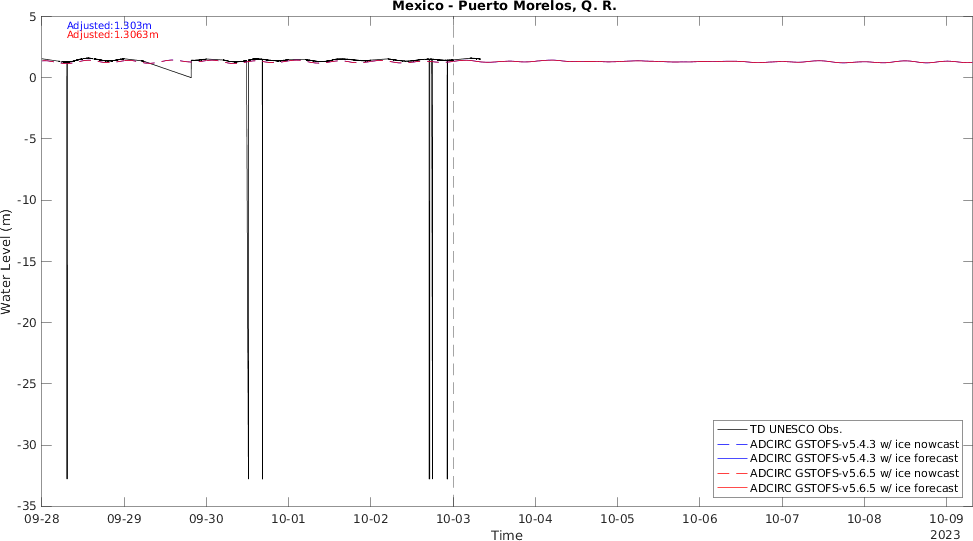 Mexico - Puerto Morelos, Q. R.
Adjusted:1.303m
Adjusted:1.3063m
5
0
-5
-10
-15
-20
-25
-30
-35
Water Level (m)
TD UNESCO Obs.
ADCIRC GSTOFS-v5.4.3 w/ ice nowcast
ADCIRC GSTOFS-v5.4.3 w/ ice forecast
ADCIRC GSTOFS-v5.6.5 w/ ice nowcast
ADCIRC GSTOFS-v5.6.5 w/ ice forecast
09-28 09-29 09-30 10-01 10-02 10-03 10-04 10-05 10-06 10-07 10-08 10-09
Time
2023